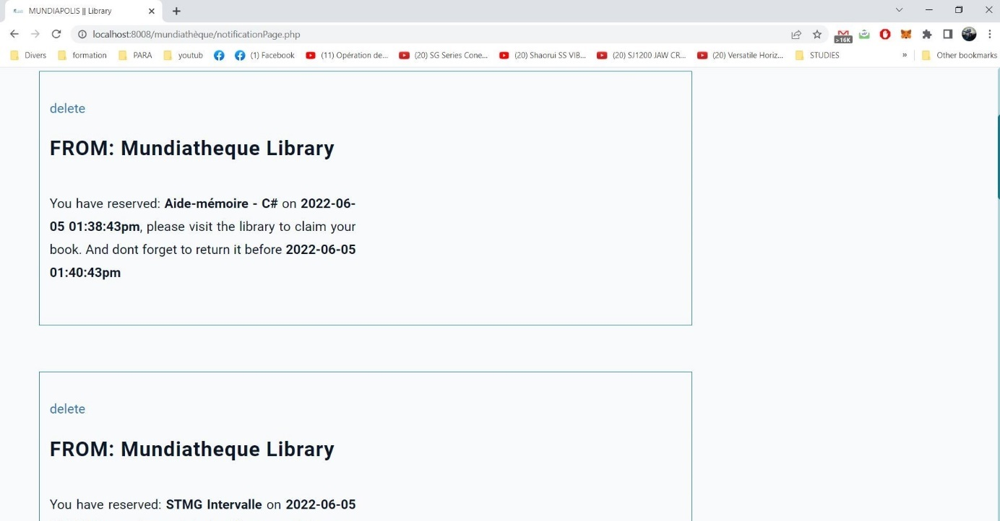 MUNDIAPOLIS || Library
localhost:8008/mundiathèque/notificationPage.php
>16K
Divers formation PARA youtub (1) Facebook (11) Opération de... (20) SG Series Cone... (20) Shaorui SS VIB... (20) SJ1200 JAW CR... (20) Versatile Horiz... STUDIES » Other bookmarks
delete
FROM: Mundiatheque Library
You have reserved: Aide-mémoire - C# on 2022-06-
05 01:38:43pm, please visit the library to claim your
book. And dont forget to return it before 2022-06-05
01:40:43pm
delete
FROM: Mundiatheque Library
You have reserved: STMG Intervalle on 2022-06-05